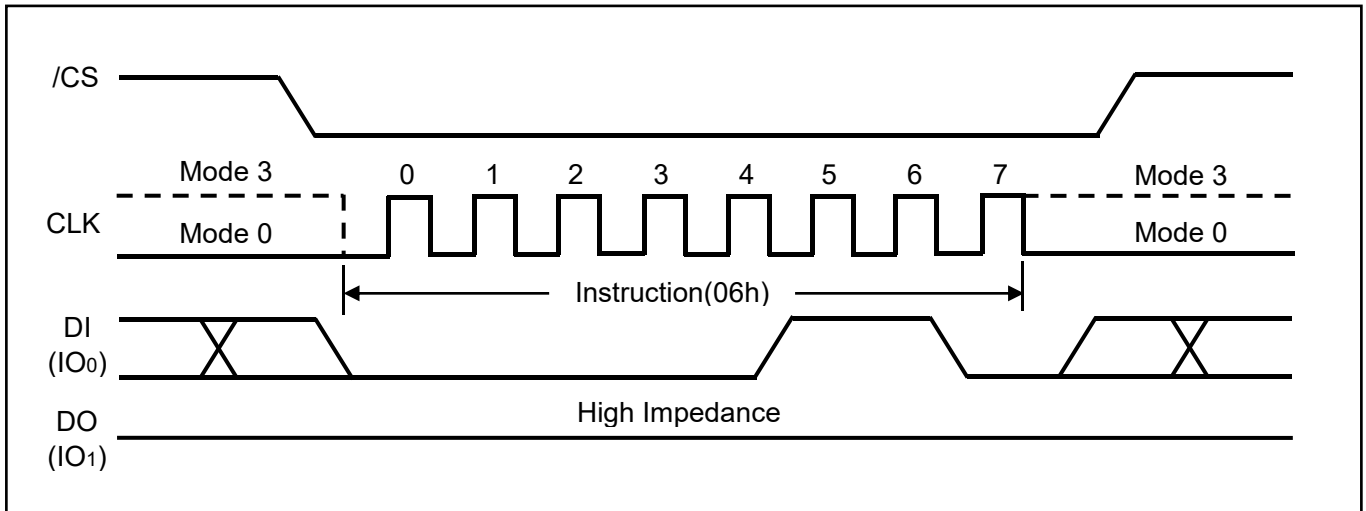 /CS
Mode 3
0 1 2 3 4 5 6 7
Mode 3
CLK
Mode 0
Mode 0
Instruction(06h)
DI
(IO0)
High Impedance
DO
(IO1)